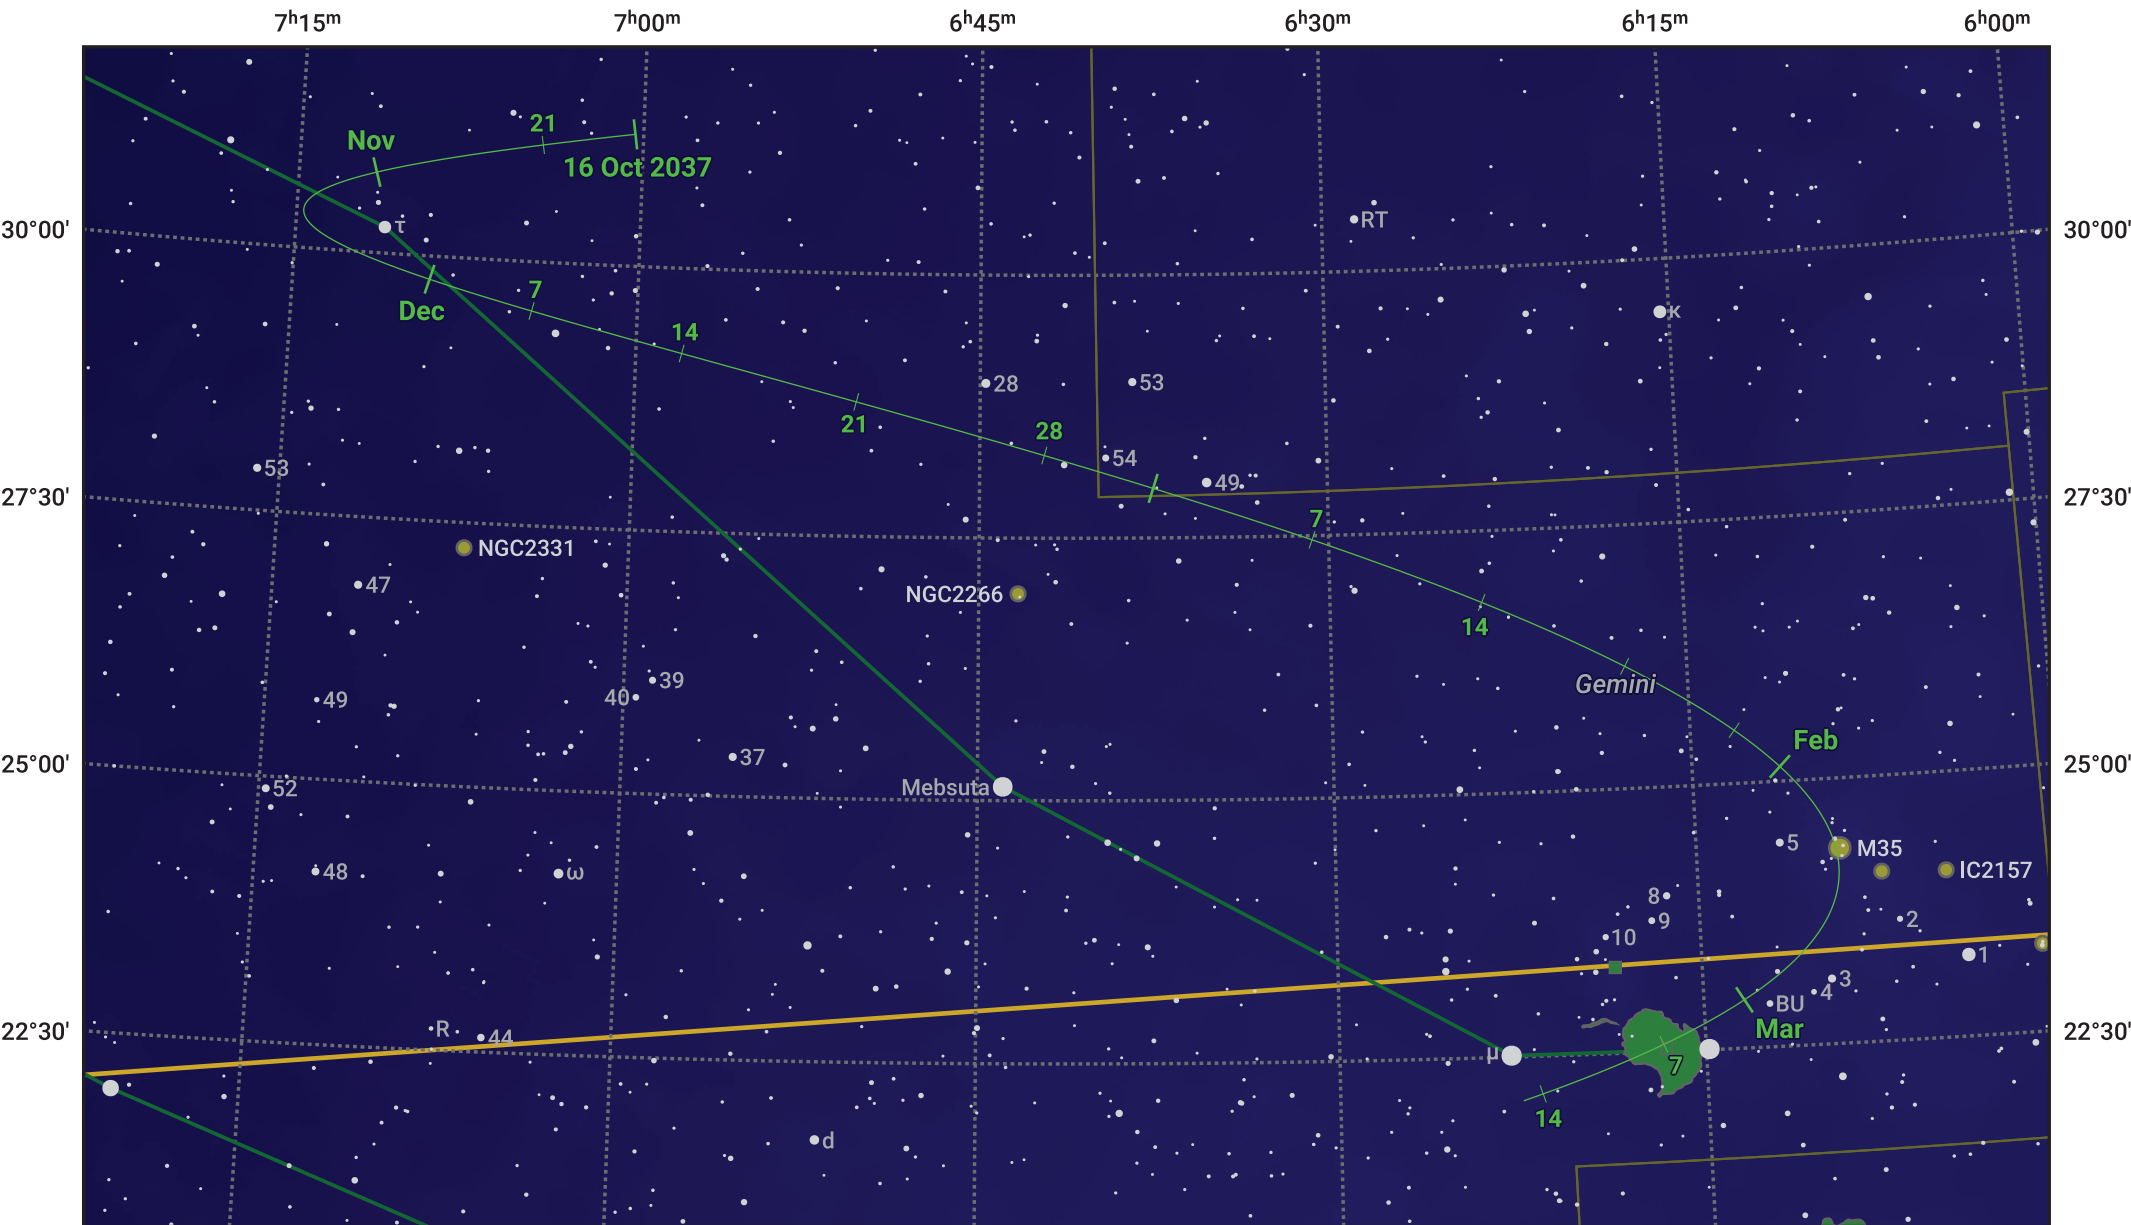 7ʰ15ᵐ 7ʰ00ᵐ 6ʰ45ᵐ 6ʰ30ᵐ 6ʰ15ᵐ 6ʰ00ᵐ
21
Nov
16 Oct 2037
30°00' τ RT 30°00'
7
Dec κ
14
28 53
21 28
54
53 49
27°30' 27°30'
7
NGC2331
47 NGC2266
14
39 Gemini
40
49
Feb
37
25°00' 25°00'
52 Mebsuta
5 M35
48 ω IC2157
8
9 2
10
1
3
4
BU
22°30' R 44 Mar 22°30'
μ
7
14
d